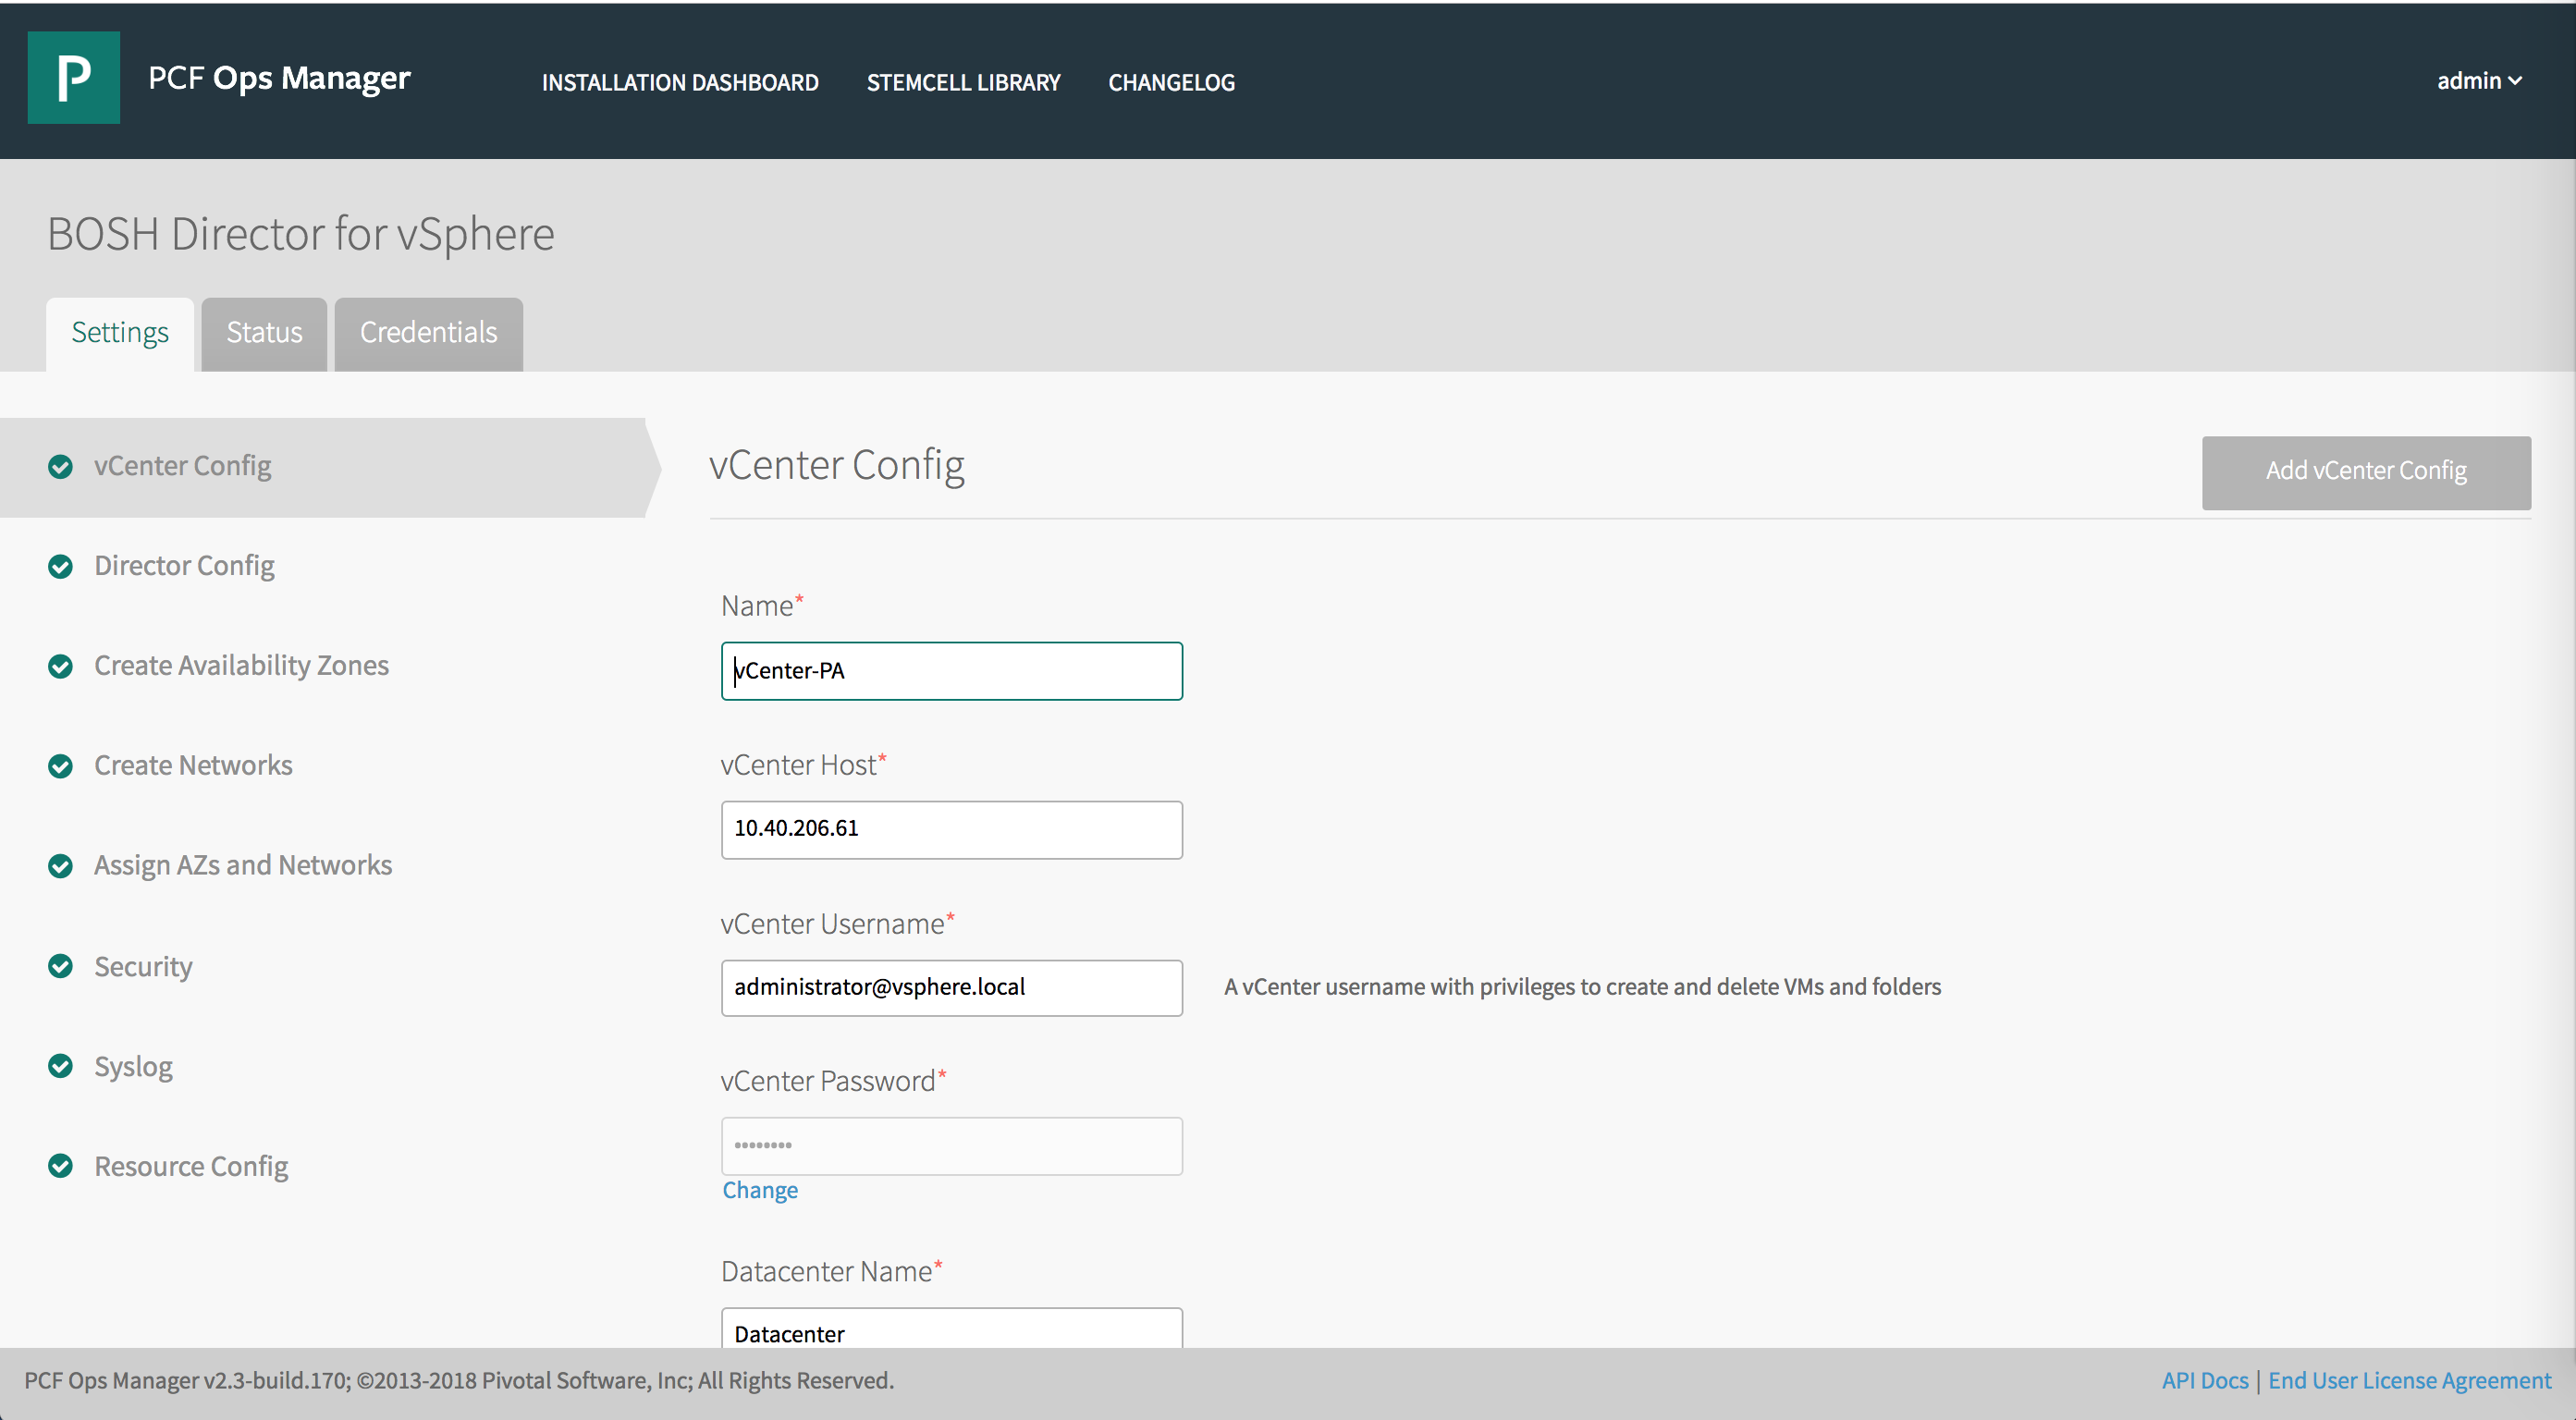 P
PCF Ops Manager
INSTALLATION DASHBOARD
STEMCELL LIBRARY
CHANGELOG
admin
BOSH Director for vSphere
Settings
Status
Credentials
vCenter Config
Director Config
Create Availability Zones
Create Networks
Assign AZs and Networks
Security
Syslog
Resource Config
vCenter Config
Add vCenter Config
Name*
vCenter-PA
vCenter Host*
10.40.206.61
vCenter Username*
administrator@vsphere.local
A vCenter username with privileges to create and delete VMs and folders
vCenter Password*
••••••••
Change
Datacenter Name*
Datacenter
PCF Ops Manager v2.3-build.170; ©2013-2018 Pivotal Software, Inc; All Rights Reserved.
API Docs | End User License Agreement